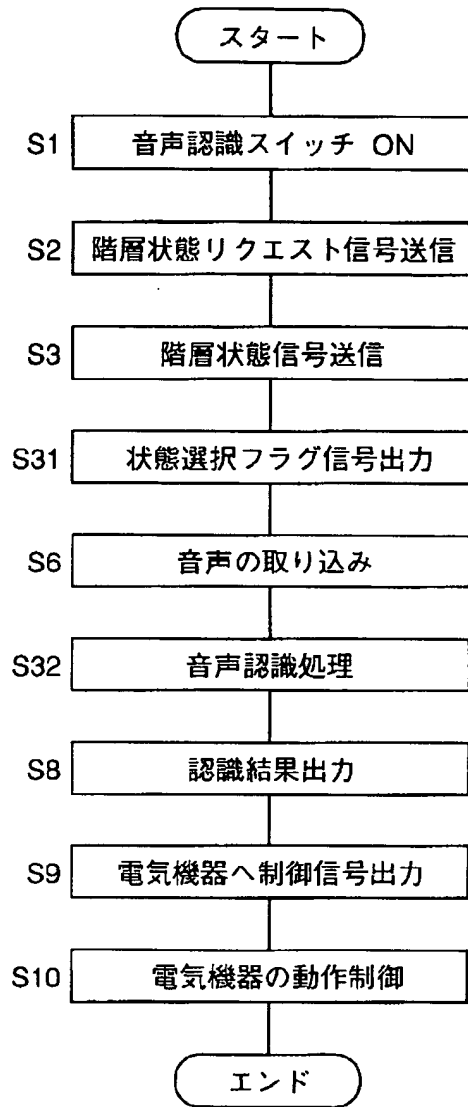 スタート
S1 音声認識スイッチ ON
S2 階層状態リクエスト信号送信
S3 階層状態信号送信
S31 状態選択フラグ信号出力
S6 音声の取り込み
S32 音声認識処理
S8 認識結果出力
S9 電気機器へ制御信号出力
S10 電気機器の動作制御
エンド